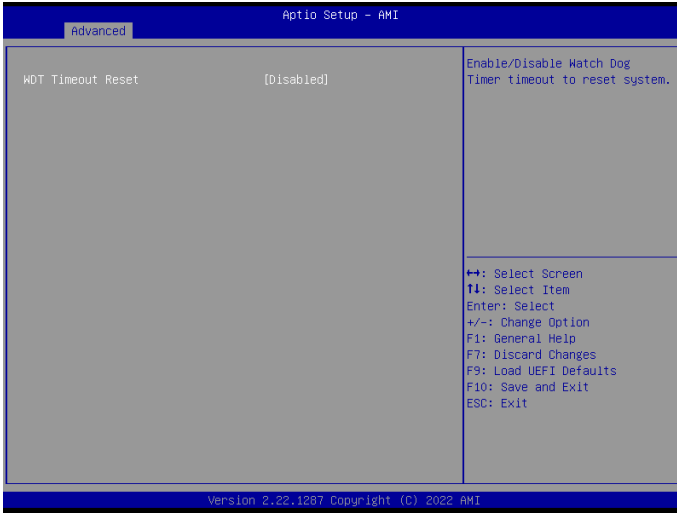 Aptio Setup – AMI
Advanced
WDT Timeout Reset [Disabled]
Enable/Disable Watch Dog
Timer timeout to reset system.
↔: Select Screen
↑↓: Select Item
Enter: Select
+/-: Change Option
F1: General Help
F7: Discard Changes
F9: Load UEFI Defaults
F10: Save and Exit
ESC: Exit
Version 2.22.1287 Copyright (C) 2022 AMI